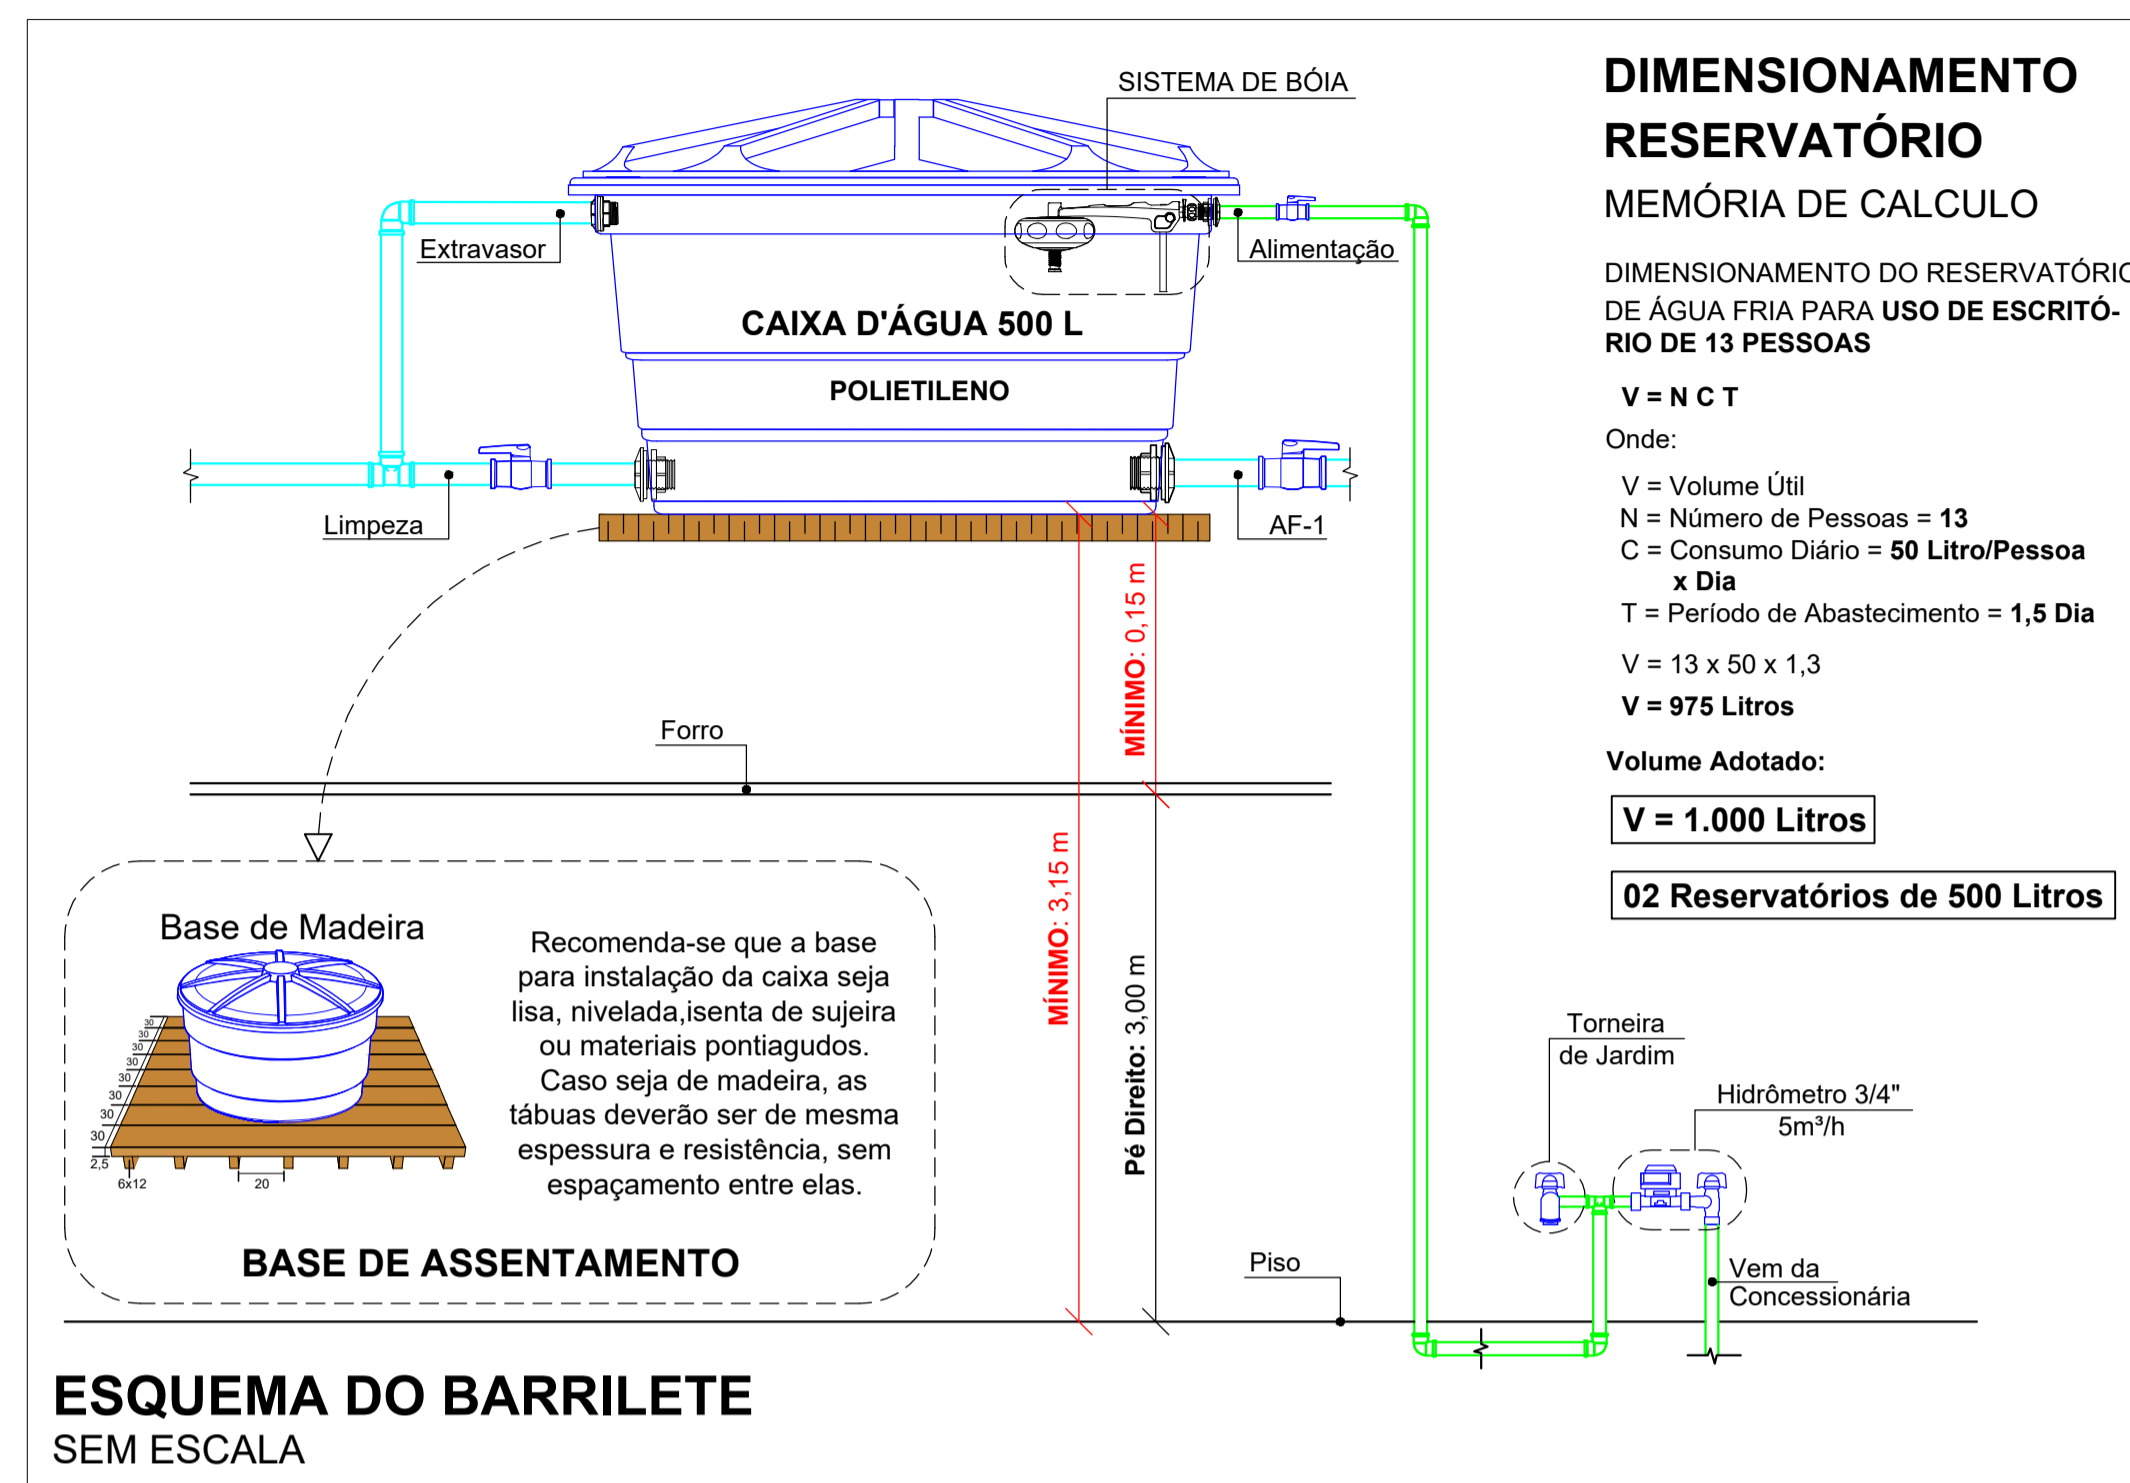 SISTEMA DE BÓIA
Extravasor
Alimentação
CAIXA D'ÁGUA 500 L
POLIETILENO
Limpeza
AF-1
MÍNIMO: 0,15 m
Forro
MÍNIMO: 3,15 m
Pé Direito: 3,00 m
Base de Madeira
30
30
30
30
30
30
30
2,5
6x12
20
Recomenda-se que a base
para instalação da caixa seja
lisa, nivelada,isenta de sujeira
ou materiais pontiagudos.
Caso seja de madeira, as
tábuas deverão ser de mesma
espessura e resistência, sem
espaçamento entre elas.
BASE DE ASSENTAMENTO
Piso
Torneira
de Jardim
Hidrômetro 3/4"
5m³/h
Vem da
Concessionária
ESQUEMA DO BARRILETE
SEM ESCALA
DIMENSIONAMENTO
RESERVATÓRIO
MEMÓRIA DE CALCULO
DIMENSIONAMENTO DO RESERVATÓRIO
DE ÁGUA FRIA PARA USO DE ESCRITÓ-
RIO DE 13 PESSOAS
V = N C T
Onde:
V = Volume Útil
N = Número de Pessoas = 13
C = Consumo Diário = 50 Litro/Pessoa
x Dia
T = Período de Abastecimento = 1,5 Dia
V = 13 x 50 x 1,3
V = 975 Litros
Volume Adotado:
V = 1.000 Litros
02 Reservatórios de 500 Litros